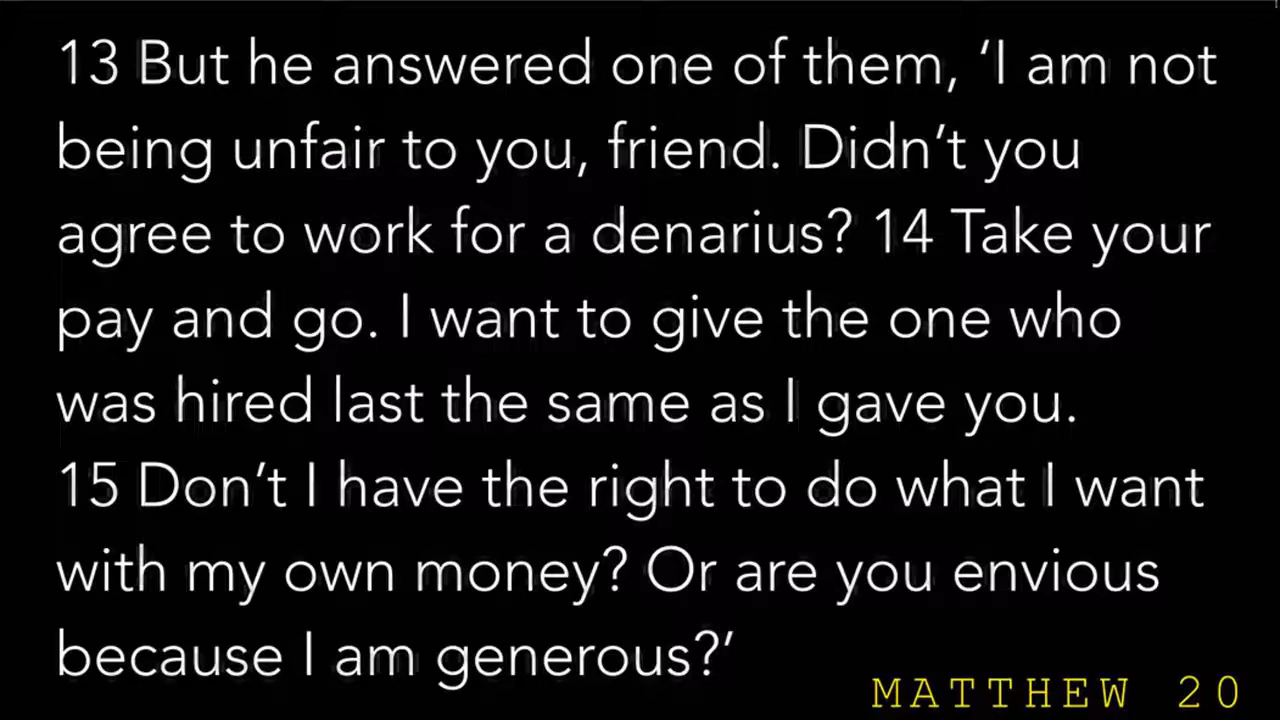 13 But he answered one of them, ‘I am not
being unfair to you, friend. Didn’t you
agree to work for a denarius? 14 Take your
pay and go. I want to give the one who
was hired last the same as I gave you.
15 Don’t I have the right to do what I want
with my own money? Or are you envious
because I am generous?’
MATTHEW 20